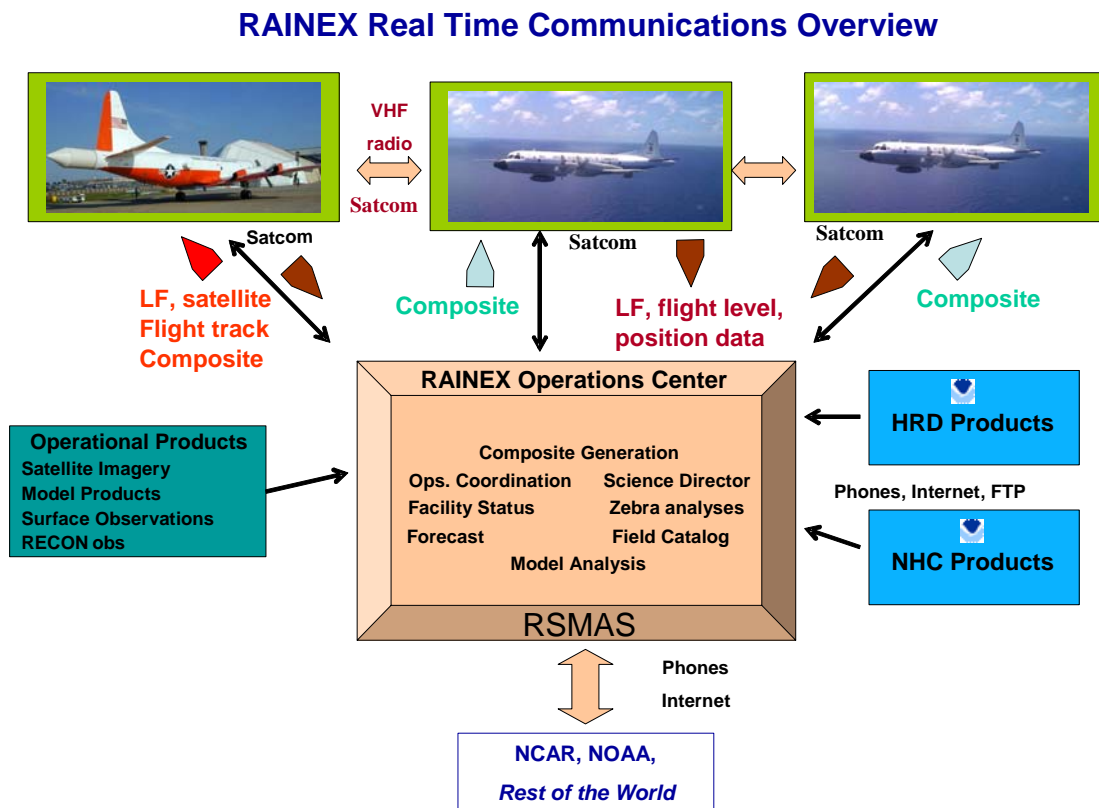 RAINEX Real Time Communications Overview
VHF
radio
Satcom
Satcom
Satcom
Satcom
LF, satellite
Flight track
Composite
Composite
LF, flight level,
position data
Composite
RAINEX Operations Center
Composite Generation
Ops. Coordination Science Director
Facility Status Zebra analyses
Forecast Field Catalog
Model Analysis
RSMAS
Operational Products
Satellite Imagery
Model Products
Surface Observations
RECON obs
HRD Products
Phones, Internet, FTP
NHC Products
Phones
Internet
NCAR, NOAA,
Rest of the World